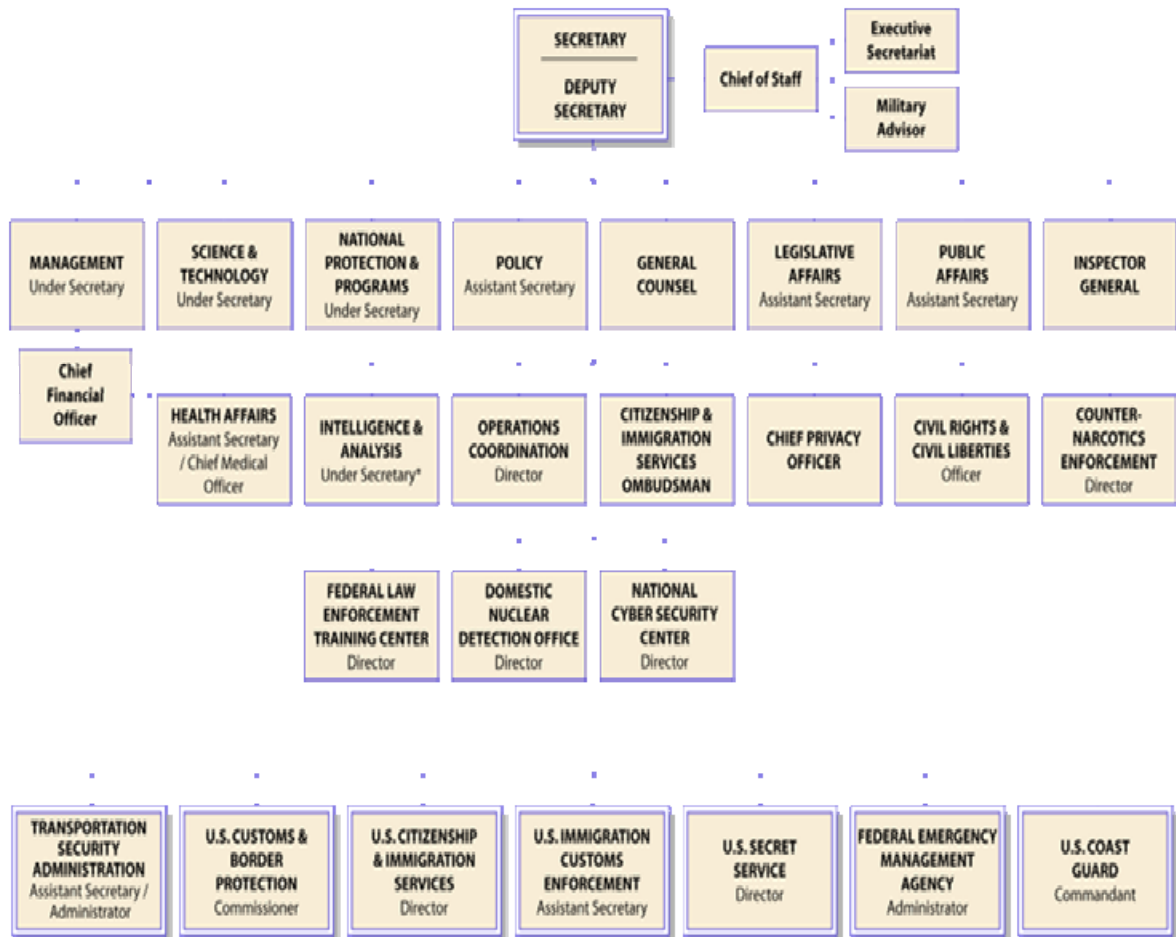 SECRETARY
DEPUTY
SECRETARY
Chief of Staff
Executive
Secretariat
Military
Advisor
MANAGEMENT
Under Secretary
SCIENCE &
TECHNOLOGY
Under Secretary
NATIONAL
PROTECTION &
PROGRAMS
Under Secretary
POLICY
Assistant Secretary
GENERAL
COUNSEL
LEGISLATIVE
AFFAIRS
Assistant Secretary
PUBLIC
AFFAIRS
Assistant Secretary
INSPECTOR
GENERAL
Chief
Financial
Officer
HEALTH AFFAIRS
Assistant Secretary
/ Chief Medical
Officer
INTELLIGENCE &
ANALYSIS
Under Secretary*
OPERATIONS
COORDINATION
Director
CITIZENSHIP &
IMMIGRATION
SERVICES
OMBUDSMAN
CHIEF PRIVACY
OFFICER
CIVIL RIGHTS &
CIVIL LIBERTIES
Officer
COUNTER-
NARCOTICS
ENFORCEMENT
Director
FEDERAL LAW
ENFORCEMENT
TRAINING CENTER
Director
DOMESTIC
NUCLEAR
DETECTION OFFICE
Director
NATIONAL
CYBER SECURITY
CENTER
Director
TRANSPORTATION
SECURITY
ADMINISTRATION
Assistant Secretary /
Administrator
U.S. CUSTOMS &
BORDER
PROTECTION
Commissioner
U.S. CITIZENSHIP
& IMMIGRATION
SERVICES
Director
U.S. IMMIGRATION
CUSTOMS
ENFORCEMENT
Assistant Secretary
U.S. SECRET
SERVICE
Director
FEDERAL EMERGENCY
MANAGEMENT
AGENCY
Administrator
U.S. COAST
GUARD
Commandant